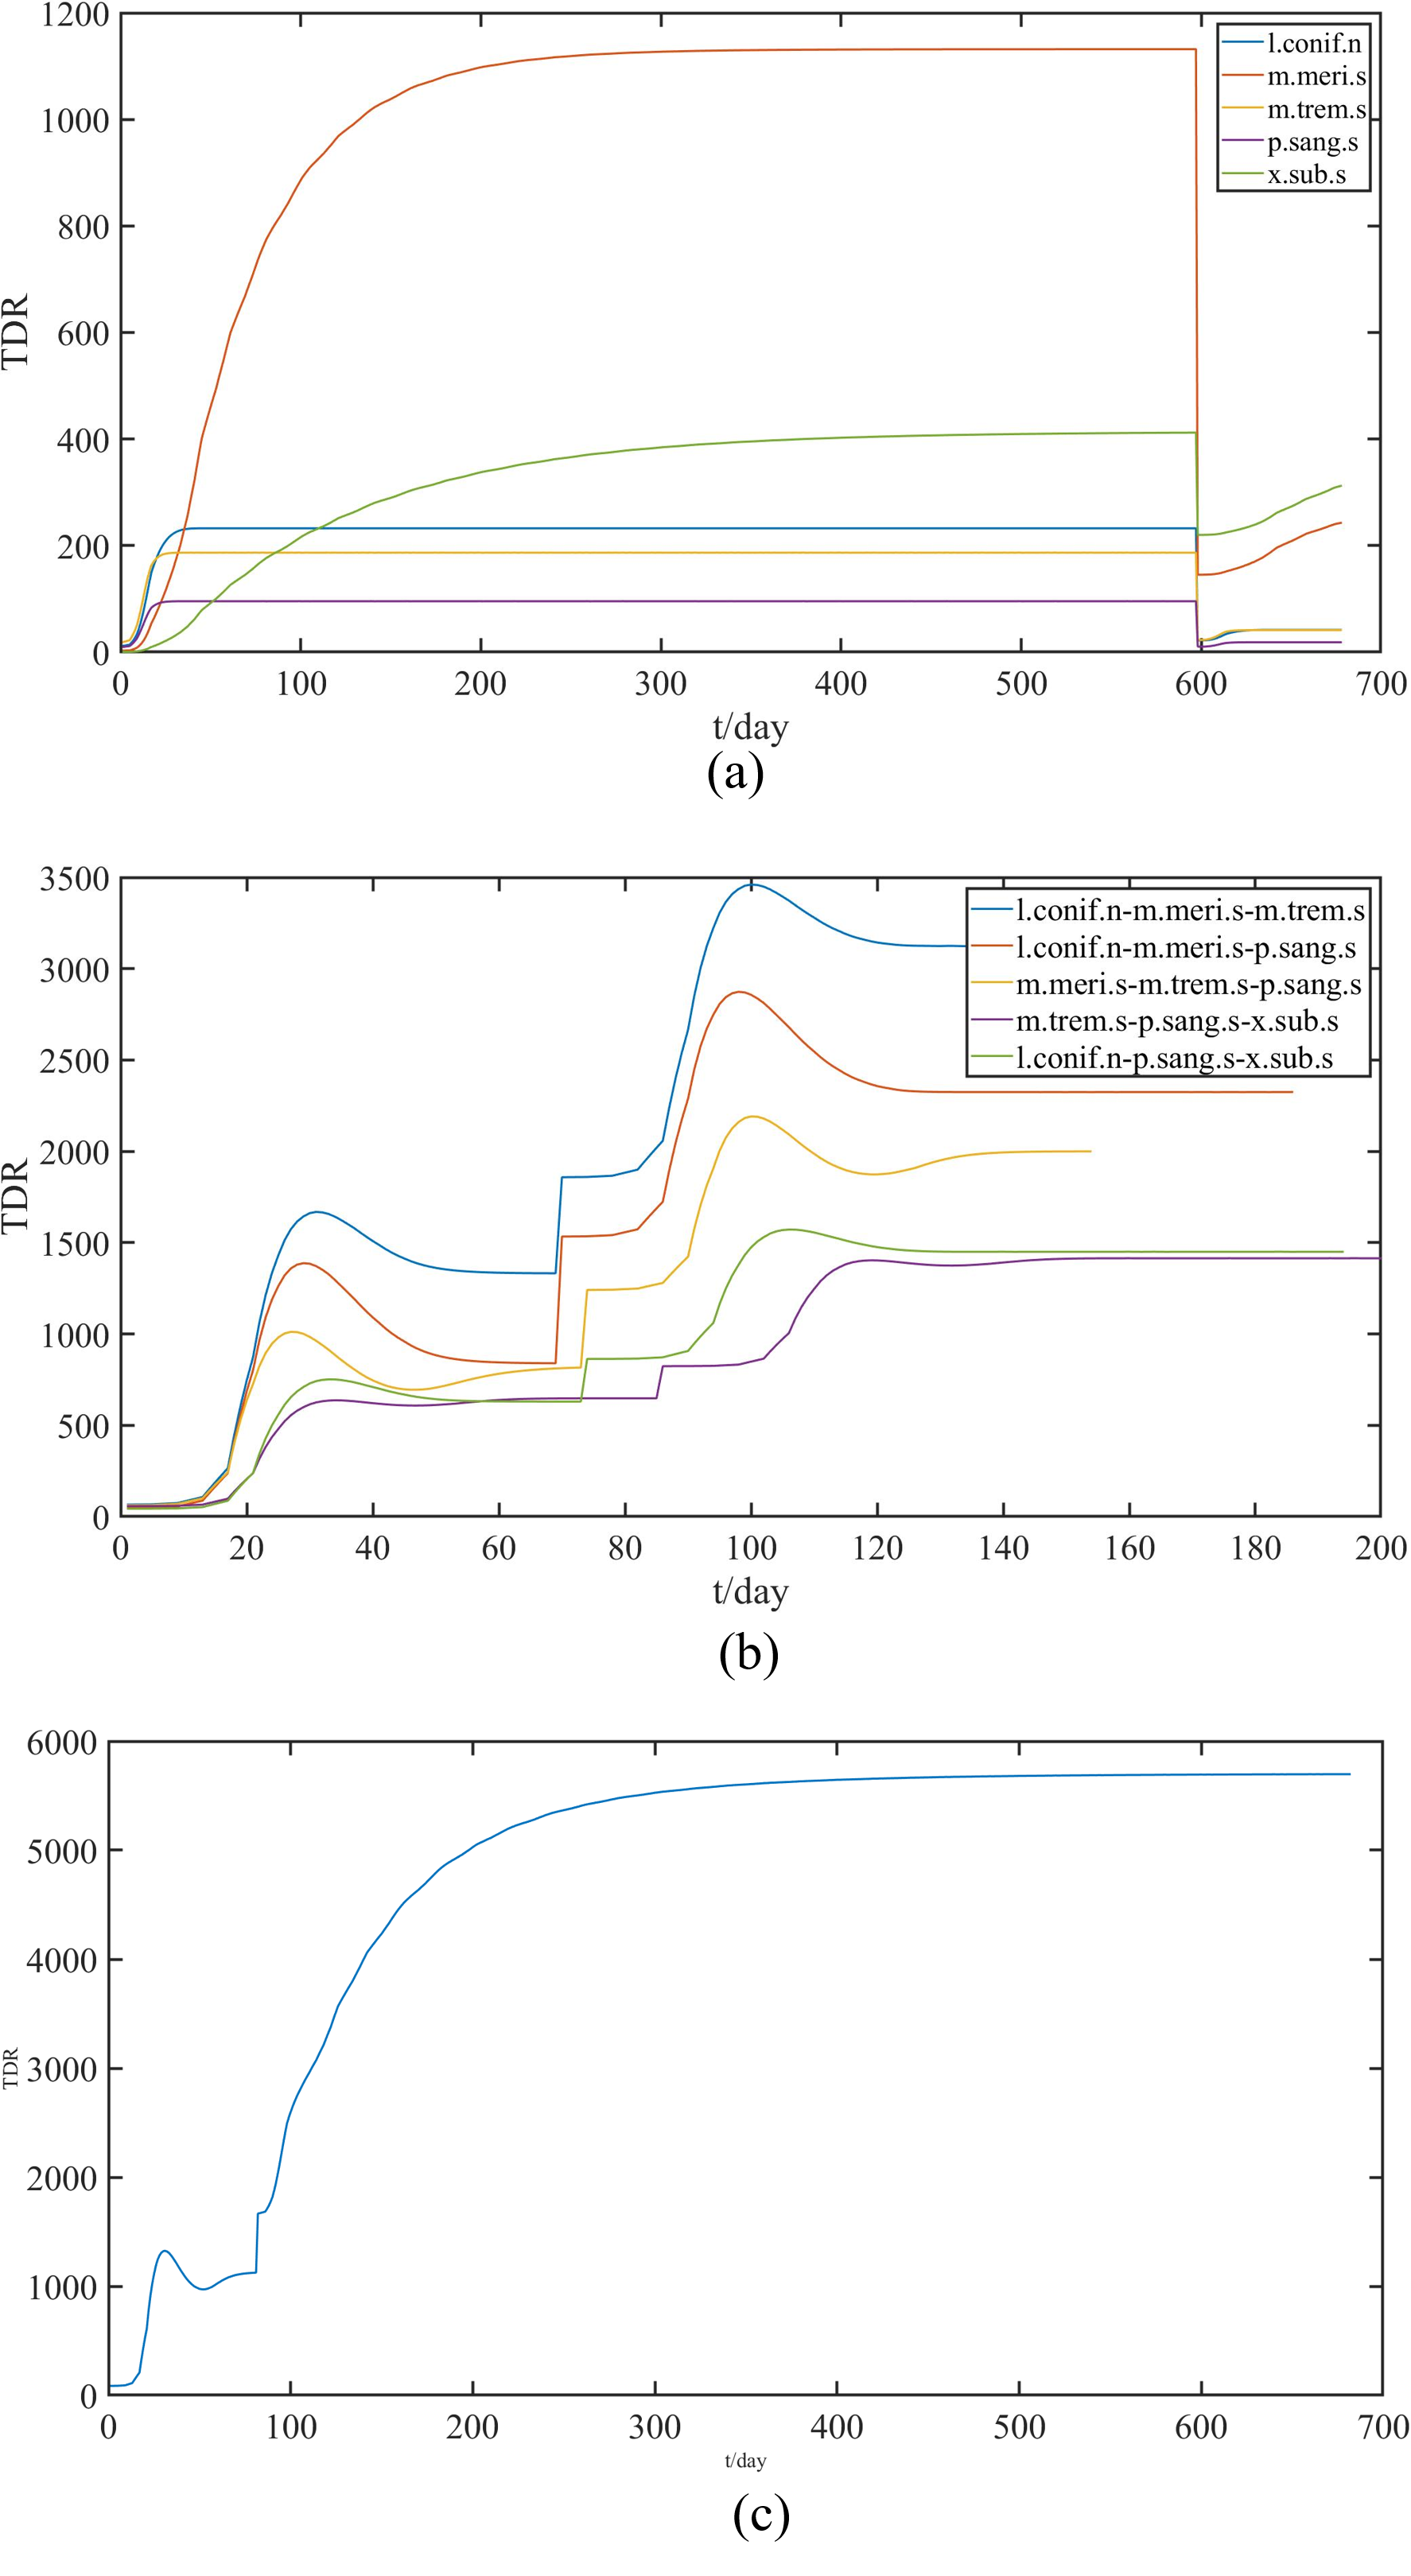 1200
1000
800
600
400
200
0
TDR
l.conif.n
m.meri.s
m.trem.s
p.sang.s
x.sub.s
0 100 200 300 400 500 600 700
t/day
(a)
3500
3000
2500
2000
1500
1000
500
0
TDR
l.conif.n-m.meri.s-m.trem.s
l.conif.n-m.meri.s-p.sang.s
m.meri.s-m.trem.s-p.sang.s
m.trem.s-p.sang.s-x.sub.s
l.conif.n-p.sang.s-x.sub.s
0 20 40 60 80 100 120 140 160 180 200
t/day
(b)
6000
5000
4000
3000
2000
1000
0
TDR
0 100 200 300 400 500 600 700
t/day
(c)